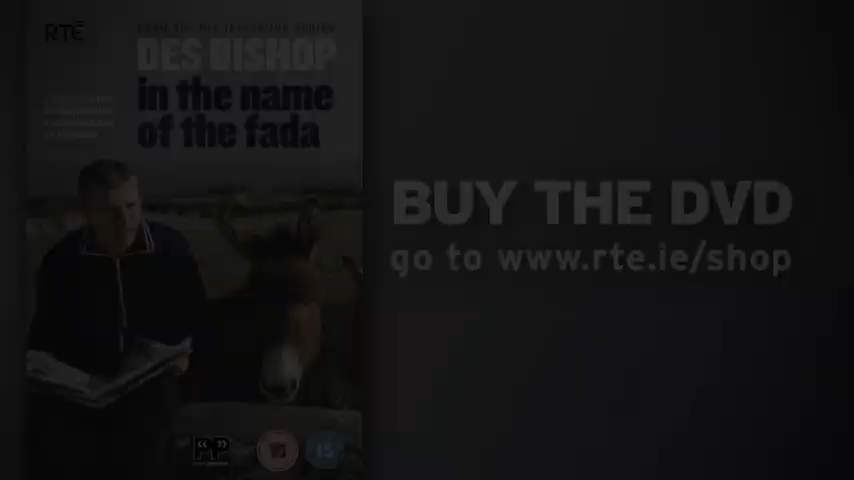 RTÉ
DES BISHOP
in the name
of the fada
BUY THE DVD
go to www.rte.ie/shop
"PP"
15